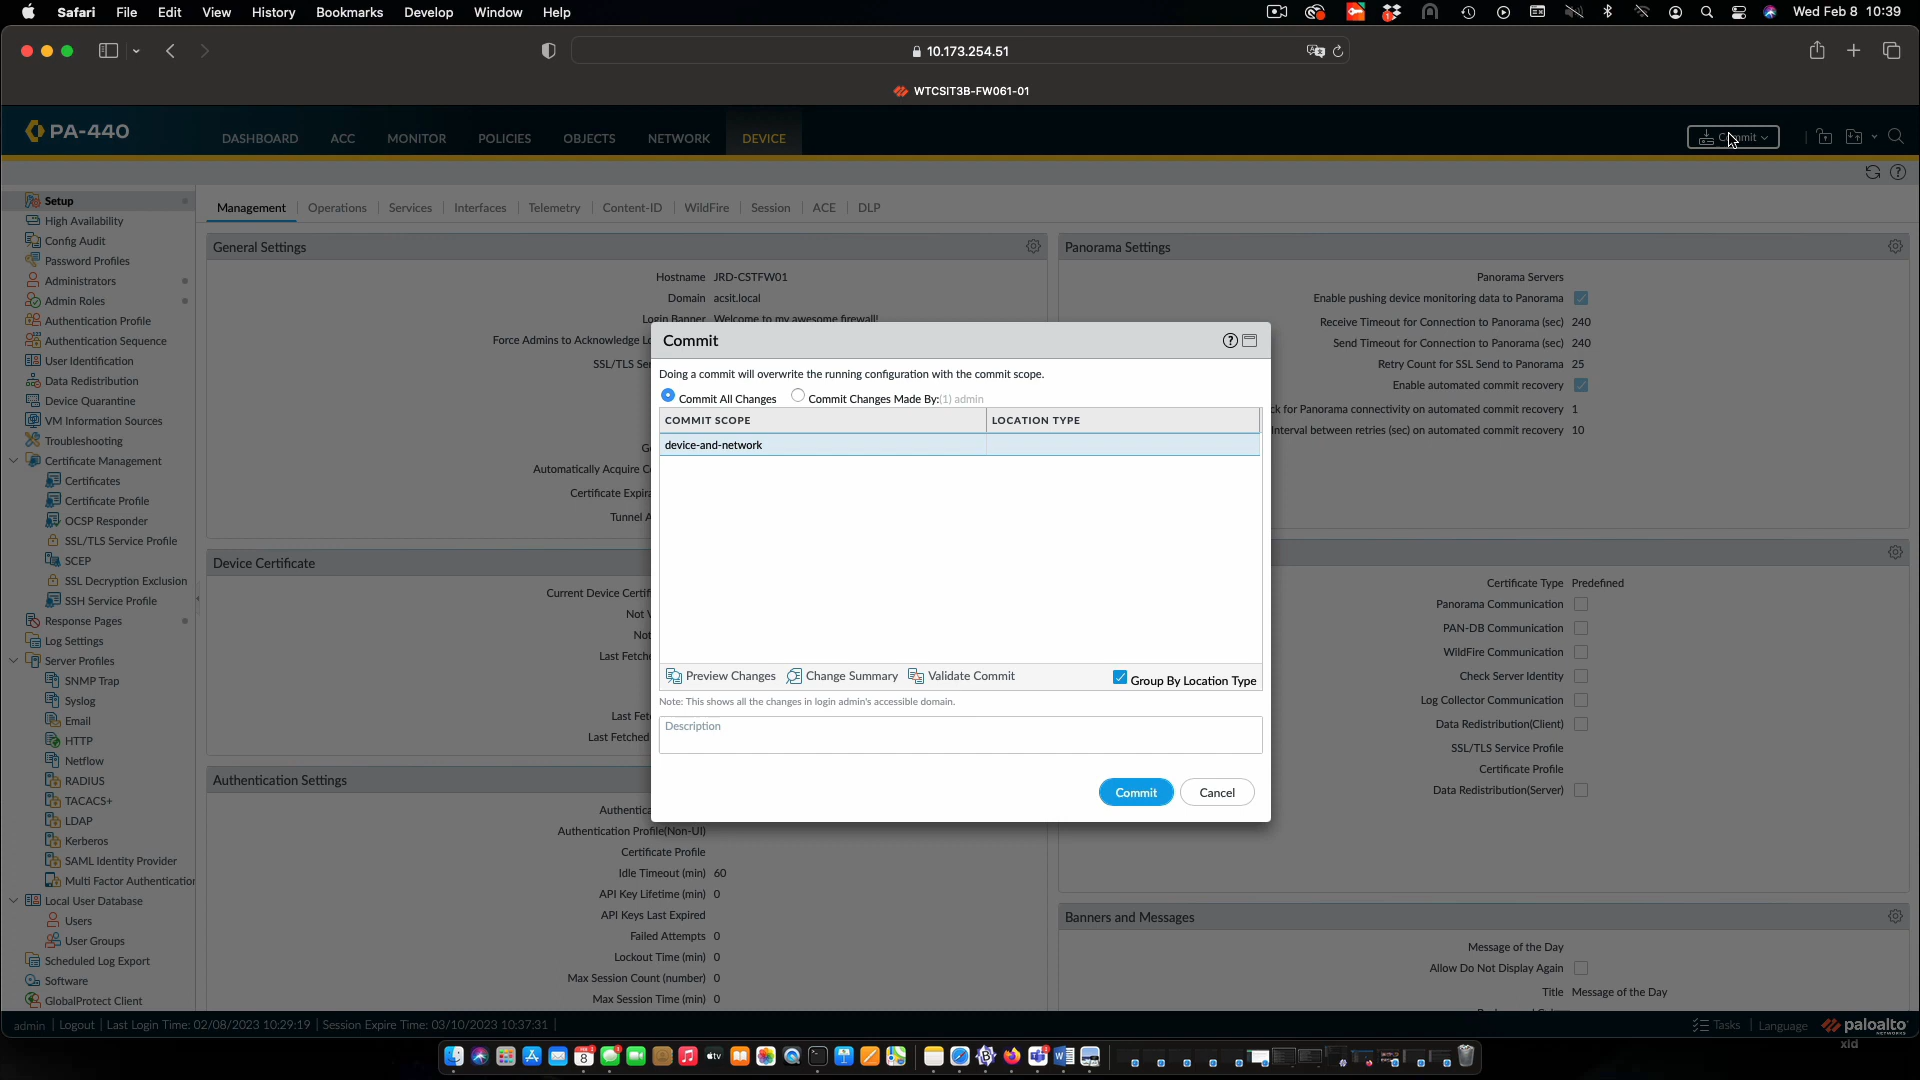 Safari File Edit View History Bookmarks Develop Window Help Wed Feb 8 10:39
10.173.254.51
WTCSIT3B-FW061-01
PA-440 DASHBOARD ACC MONITOR POLICIES OBJECTS NETWORK DEVICE Commit
Setup
High Availability
Config Audit
Password Profiles
Administrators
Admin Roles
Authentication Profile
Authentication Sequence
User Identification
Data Redistribution
Device Quarantine
VM Information Sources
Troubleshooting
Certificate Management
Certificates
Certificate Profile
OCSP Responder
SSL/TLS Service Profile
SCEP
SSL Decryption Exclusion
SSH Service Profile
Response Pages
Log Settings
Server Profiles
SNMP Trap
Syslog
Email
HTTP
Netflow
RADIUS
TACACS+
LDAP
Kerberos
SAML Identity Provider
Multi Factor Authentication
Local User Database
Users
User Groups
Scheduled Log Export
Software
GlobalProtect Client
Management Operations Services Interfaces Telemetry Content-ID WildFire Session ACE DLP
General Settings
Hostname JRD-CSTFW01
Domain acsit.local
Login Banner Welcome to my awesome firewall!
Force Admins to Acknowledge Lo
SSL/TLS Se
Ge
Automatically Acquire C
Certificate Expira
Tunnel A
Device Certificate
Current Device Certif
Not V
Not
Last Fetche
Last Fet
Last Fetched
Authentication Settings
Authentica
Authentication Profile(Non-UI)
Certificate Profile
Idle Timeout (min) 60
API Key Lifetime (min) 0
API Keys Last Expired
Failed Attempts 0
Lockout Time (min) 0
Max Session Count (number) 0
Max Session Time (min) 0
Commit
Doing a commit will overwrite the running configuration with the commit scope.
Commit All Changes Commit Changes Made By:(1) admin
COMMIT SCOPE LOCATION TYPE
device-and-network
Preview Changes Change Summary Validate Commit Group By Location Type
Note: This shows all the changes in login admin's accessible domain.
Description
Commit Cancel
Panorama Settings
Panorama Servers
Enable pushing device monitoring data to Panorama
Receive Timeout for Connection to Panorama (sec) 240
Send Timeout for Connection to Panorama (sec) 240
Retry Count for SSL Send to Panorama 25
Enable automated commit recovery
ck for Panorama connectivity on automated commit recovery 1
Interval between retries (sec) on automated commit recovery 10
Certificate Type Predefined
Panorama Communication
PAN-DB Communication
WildFire Communication
Check Server Identity
Log Collector Communication
Data Redistribution(Client)
SSL/TLS Service Profile
Certificate Profile
Data Redistribution(Server)
Banners and Messages
Message of the Day
Allow Do Not Display Again
Title Message of the Day
admin | Logout | Last Login Time: 02/08/2023 10:29:19 | Session Expire Time: 03/10/2023 10:37:31 | Tasks | Language paloalto
xid